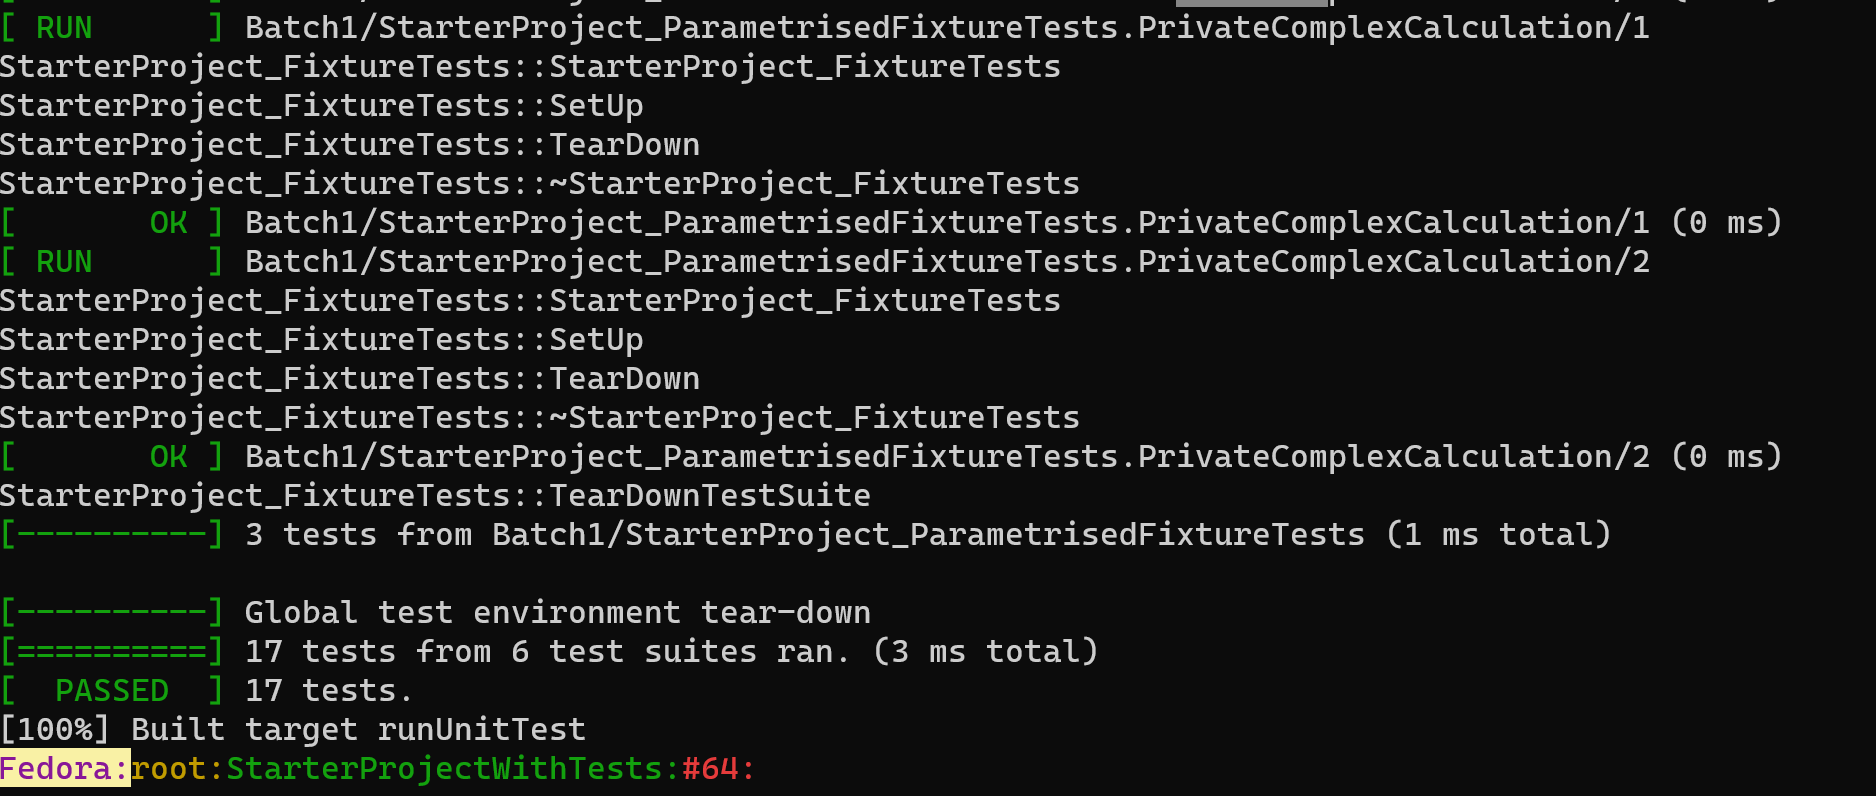 [ RUN      ] Batch1/StarterProject_ParametrisedFixtureTests.PrivateComplexCalculation/1
StarterProject_FixtureTests::StarterProject_FixtureTests
StarterProject_FixtureTests::SetUp
StarterProject_FixtureTests::TearDown
StarterProject_FixtureTests::~StarterProject_FixtureTests
[       OK ] Batch1/StarterProject_ParametrisedFixtureTests.PrivateComplexCalculation/1 (0 ms)
[ RUN      ] Batch1/StarterProject_ParametrisedFixtureTests.PrivateComplexCalculation/2
StarterProject_FixtureTests::StarterProject_FixtureTests
StarterProject_FixtureTests::SetUp
StarterProject_FixtureTests::TearDown
StarterProject_FixtureTests::~StarterProject_FixtureTests
[       OK ] Batch1/StarterProject_ParametrisedFixtureTests.PrivateComplexCalculation/2 (0 ms)
StarterProject_FixtureTests::TearDownTestSuite
[----------] 3 tests from Batch1/StarterProject_ParametrisedFixtureTests (1 ms total)

[----------] Global test environment tear-down
[==========] 17 tests from 6 test suites ran. (3 ms total)
[  PASSED  ] 17 tests.
[100%] Built target runUnitTest
Fedora:root:StarterProjectWithTests:#64: